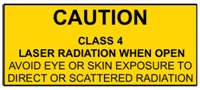 CAUTION
CLASS 4
LASER RADIATION WHEN OPEN
AVOID EYE OR SKIN EXPOSURE TO
DIRECT OR SCATTERED RADIATION